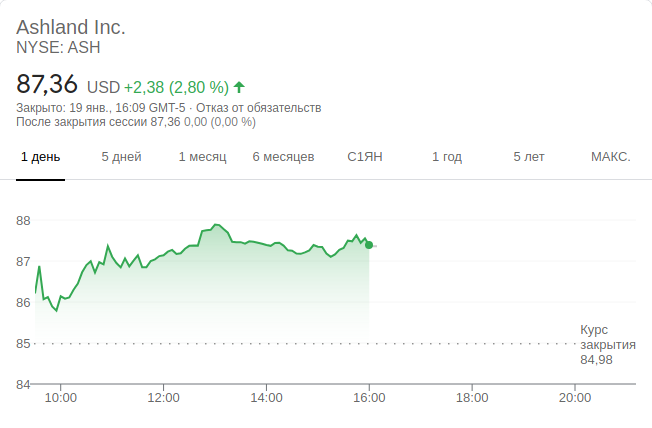 Ashland Inc.
NYSE: ASH
87,36 USD +2,38 (2,80 %)
Закрыто: 19 янв., 16:09 GMT-5 · Отказ от обязательств
После закрытия сессии 87,36 0,00 (0,00 %)
1 день 5 дней 1 месяц 6 месяцев С1ЯН 1 год 5 лет МАКС.
88
87
86
85
84
Курс
закрытия
84,98
10:00 12:00 14:00 16:00 18:00 20:00